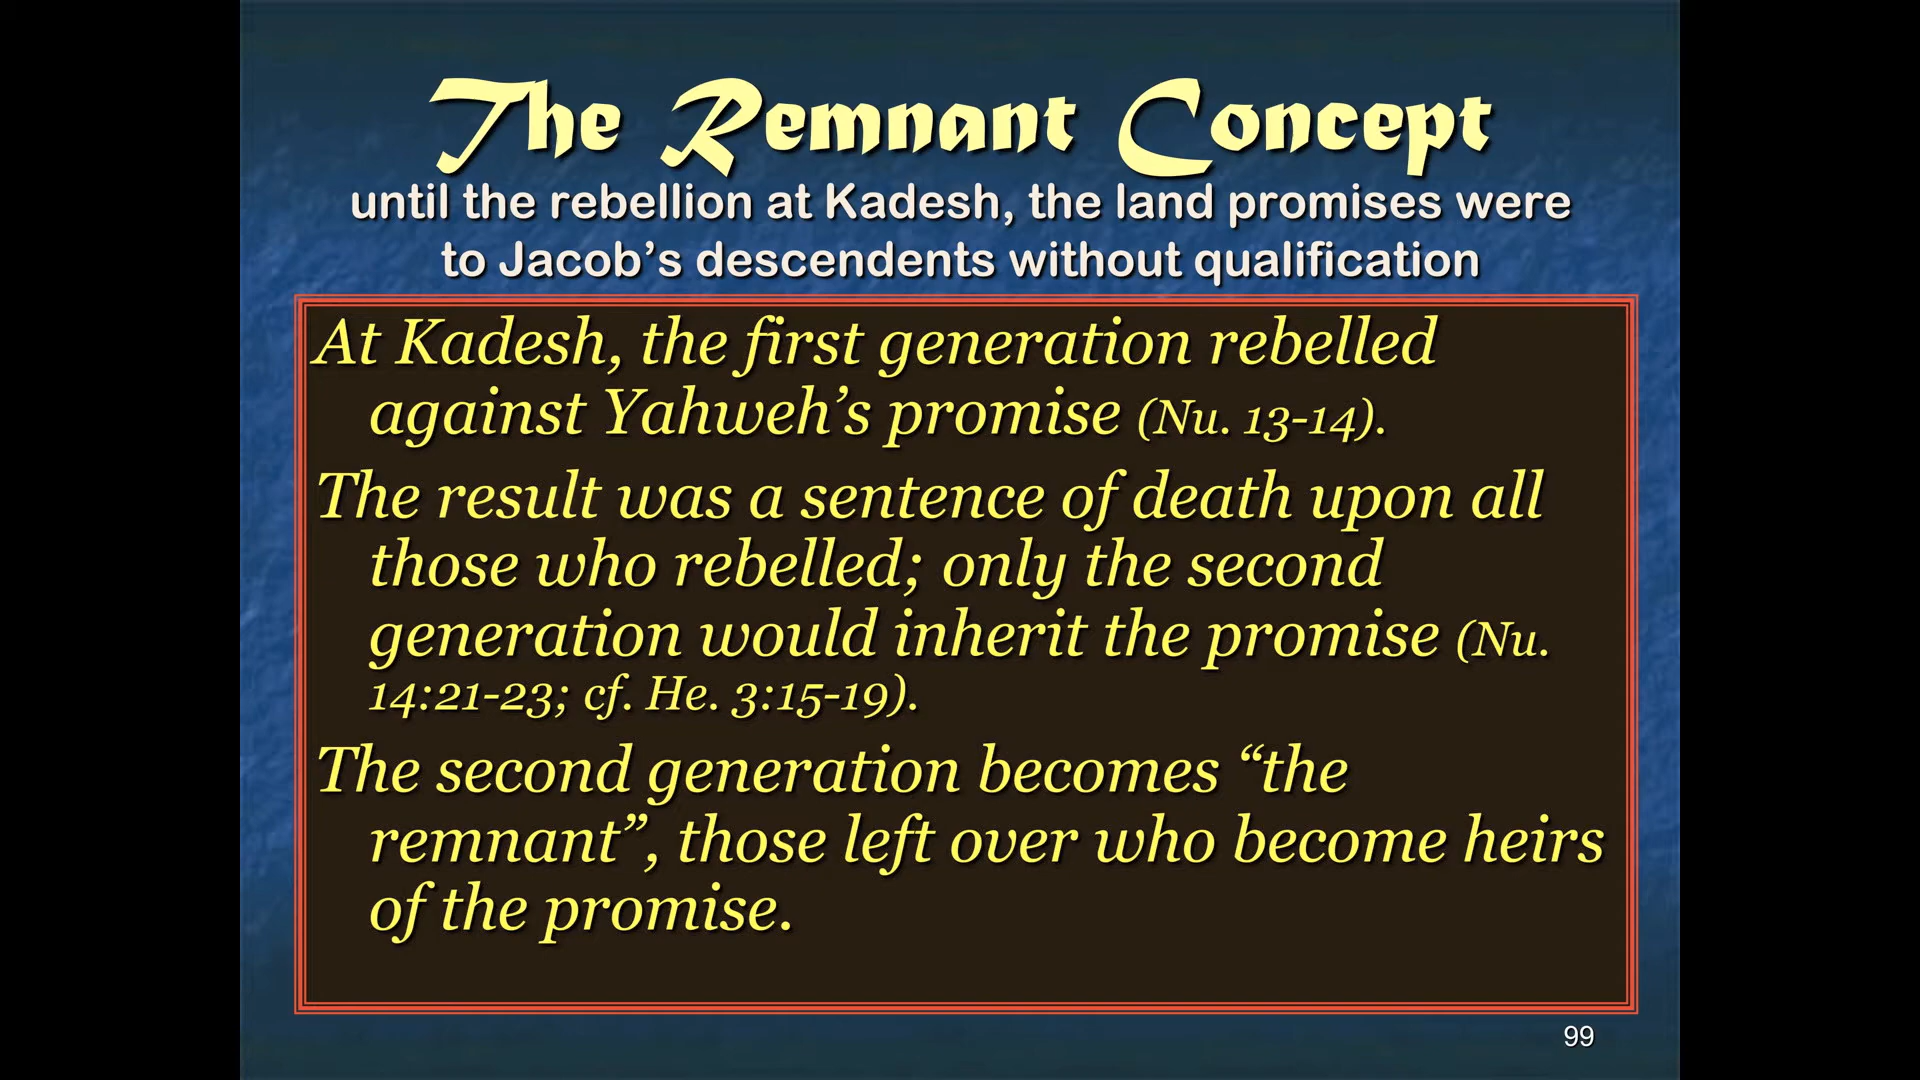 The Remnant Concept
until the rebellion at Kadesh, the land promises were
to Jacob’s descendents without qualification
At Kadesh, the first generation rebelled
against Yahweh’s promise (Nu. 13-14).
The result was a sentence of death upon all
those who rebelled; only the second
generation would inherit the promise (Nu.
14:21-23; cf. He. 3:15-19).
The second generation becomes “the
remnant”, those left over who become heirs
of the promise.
99